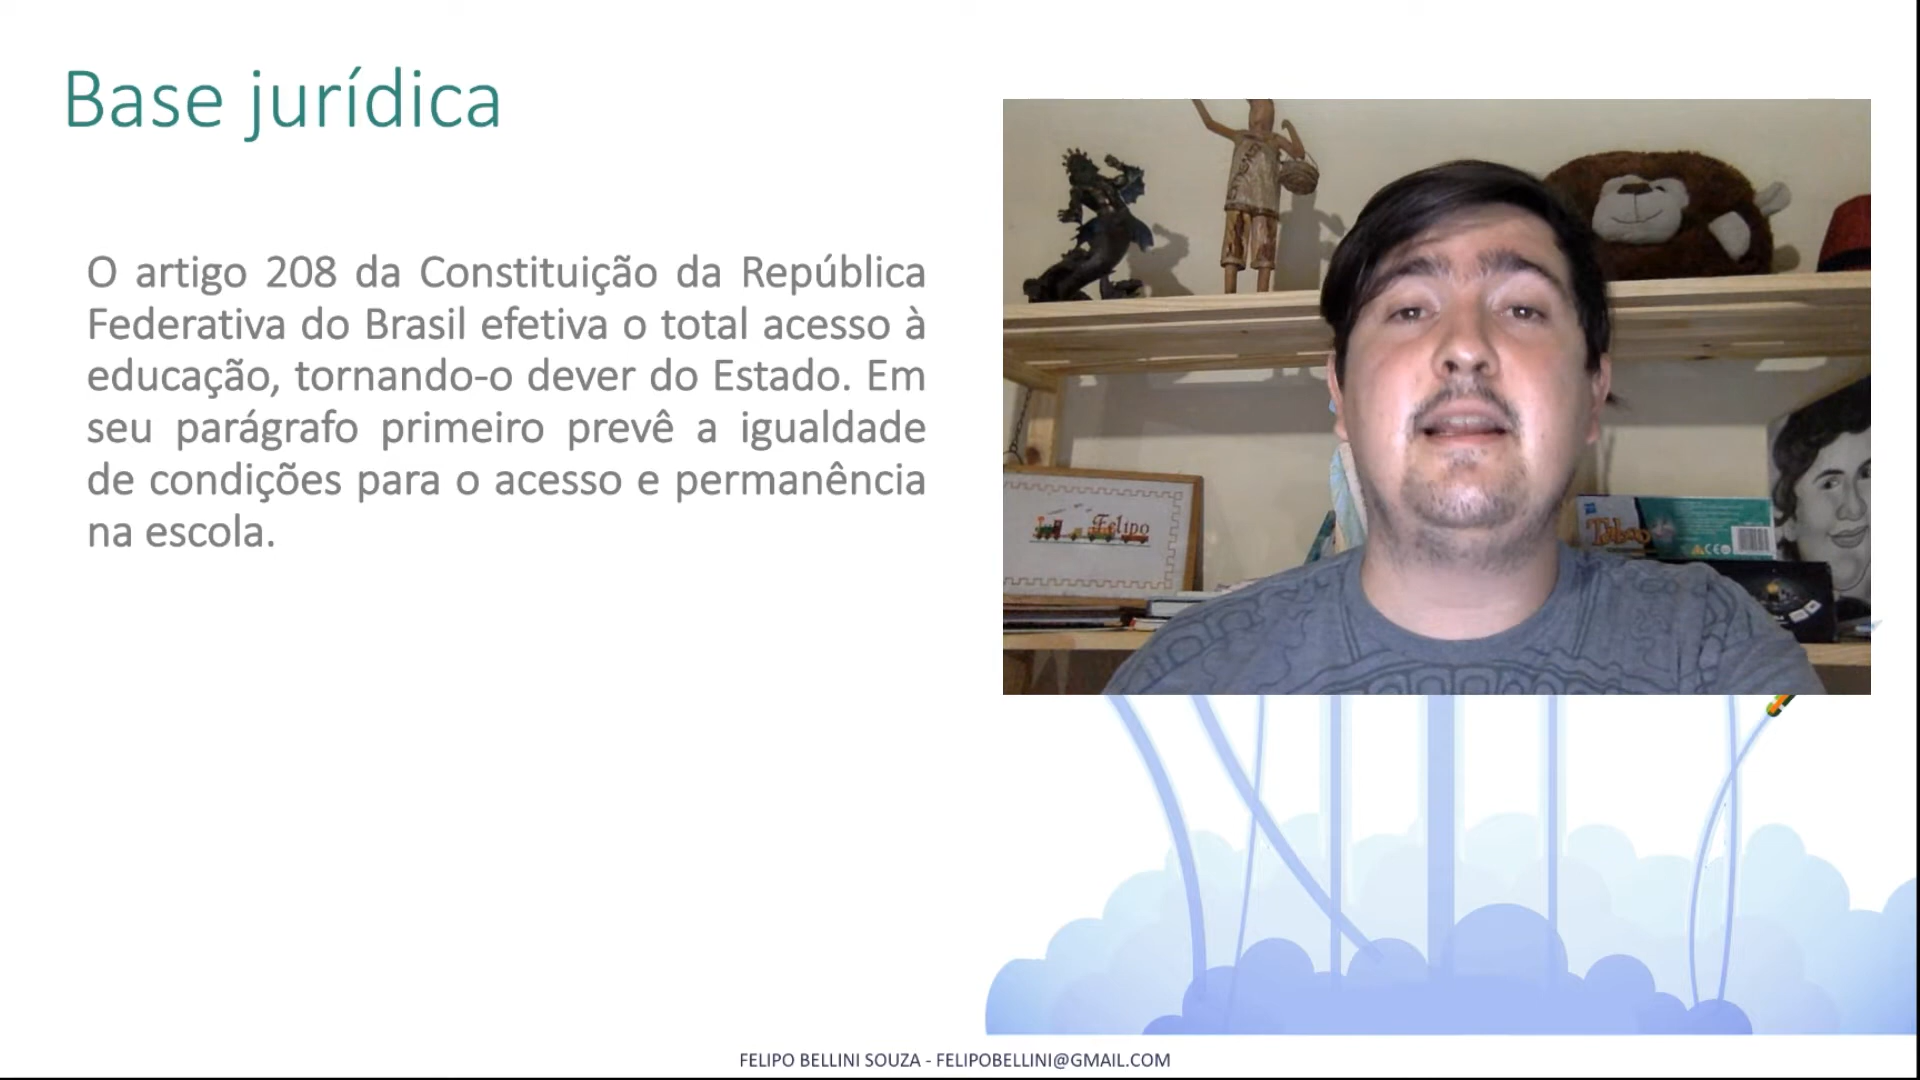 Base jurídica
O artigo 208 da Constituição da República
Federativa do Brasil efetiva o total acesso à
educação, tornando-o dever do Estado. Em
seu parágrafo primeiro prevê a igualdade
de condições para o acesso e permanência
na escola.
Felipo
FELIPO BELLINI SOUZA - FELIPOBELLINI@GMAIL.COM